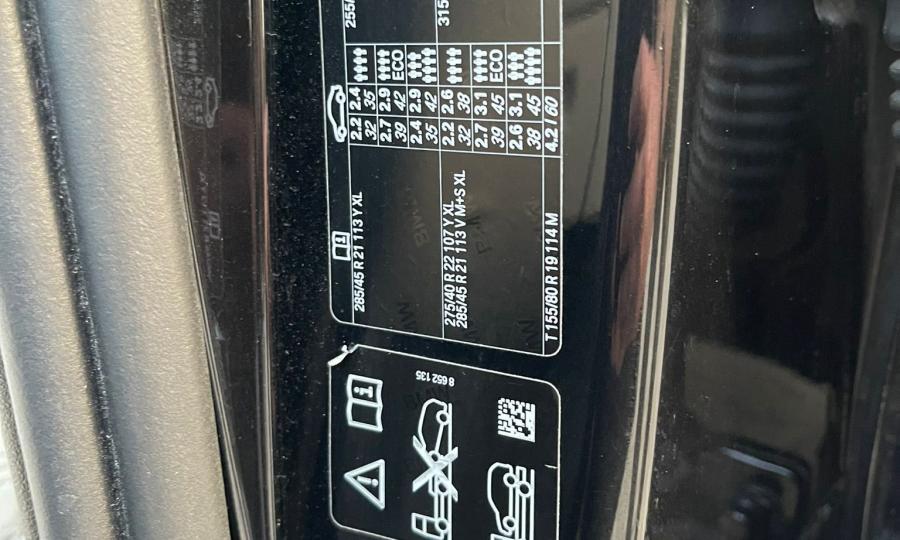 285/45 R 21 113 Y XL 2.2 2.4 255/
32 35
2.7 2.9
39 42 ECO
2.4 2.9
35 42
275/40 R 22 107 Y XL 2.2 2.6 315
285/45 R 21 113 V M+S XL 32 38
2.7 3.1
39 45 ECO
2.6 3.1
38 45
T 155/80 R 19 114 M 4.2 / 60
8 652 135